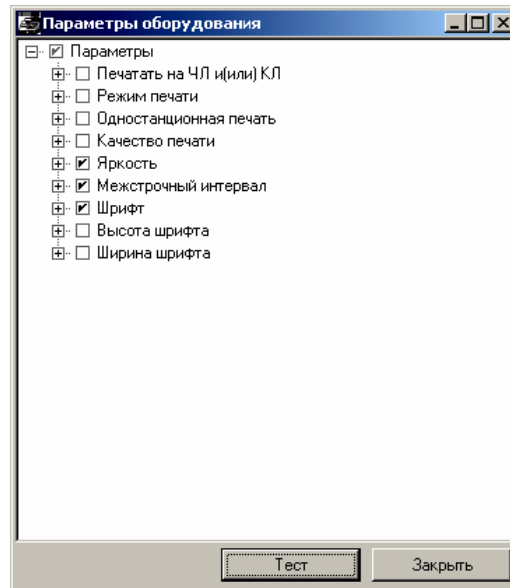 Параметры оборудования
Параметры
Печатать на ЧЛ и(или) КЛ
Режим печати
Одностанционная печать
Качество печати
Яркость
Межстрочный интервал
Шрифт
Высота шрифта
Ширина шрифта
Тест Закрыть